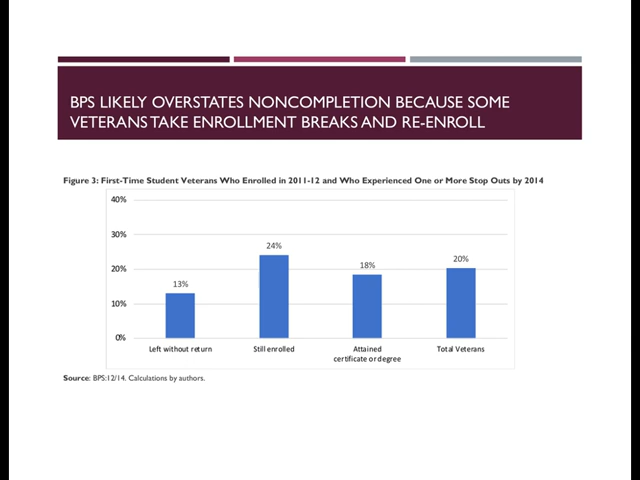 BPS LIKELY OVERSTATES NONCOMPLETION BECAUSE SOME
VETERANS TAKE ENROLLMENT BREAKS AND RE-ENROLL
Figure 3: First-Time Student Veterans Who Enrolled in 2011-12 and Who Experienced One or More Stop Outs by 2014
40%
30%
20%
10%
0%
13%
24%
18%
20%
Left without return
Still enrolled
Attained
certificate or degree
Total Veterans
Source: BPS:12/14. Calculations by authors.